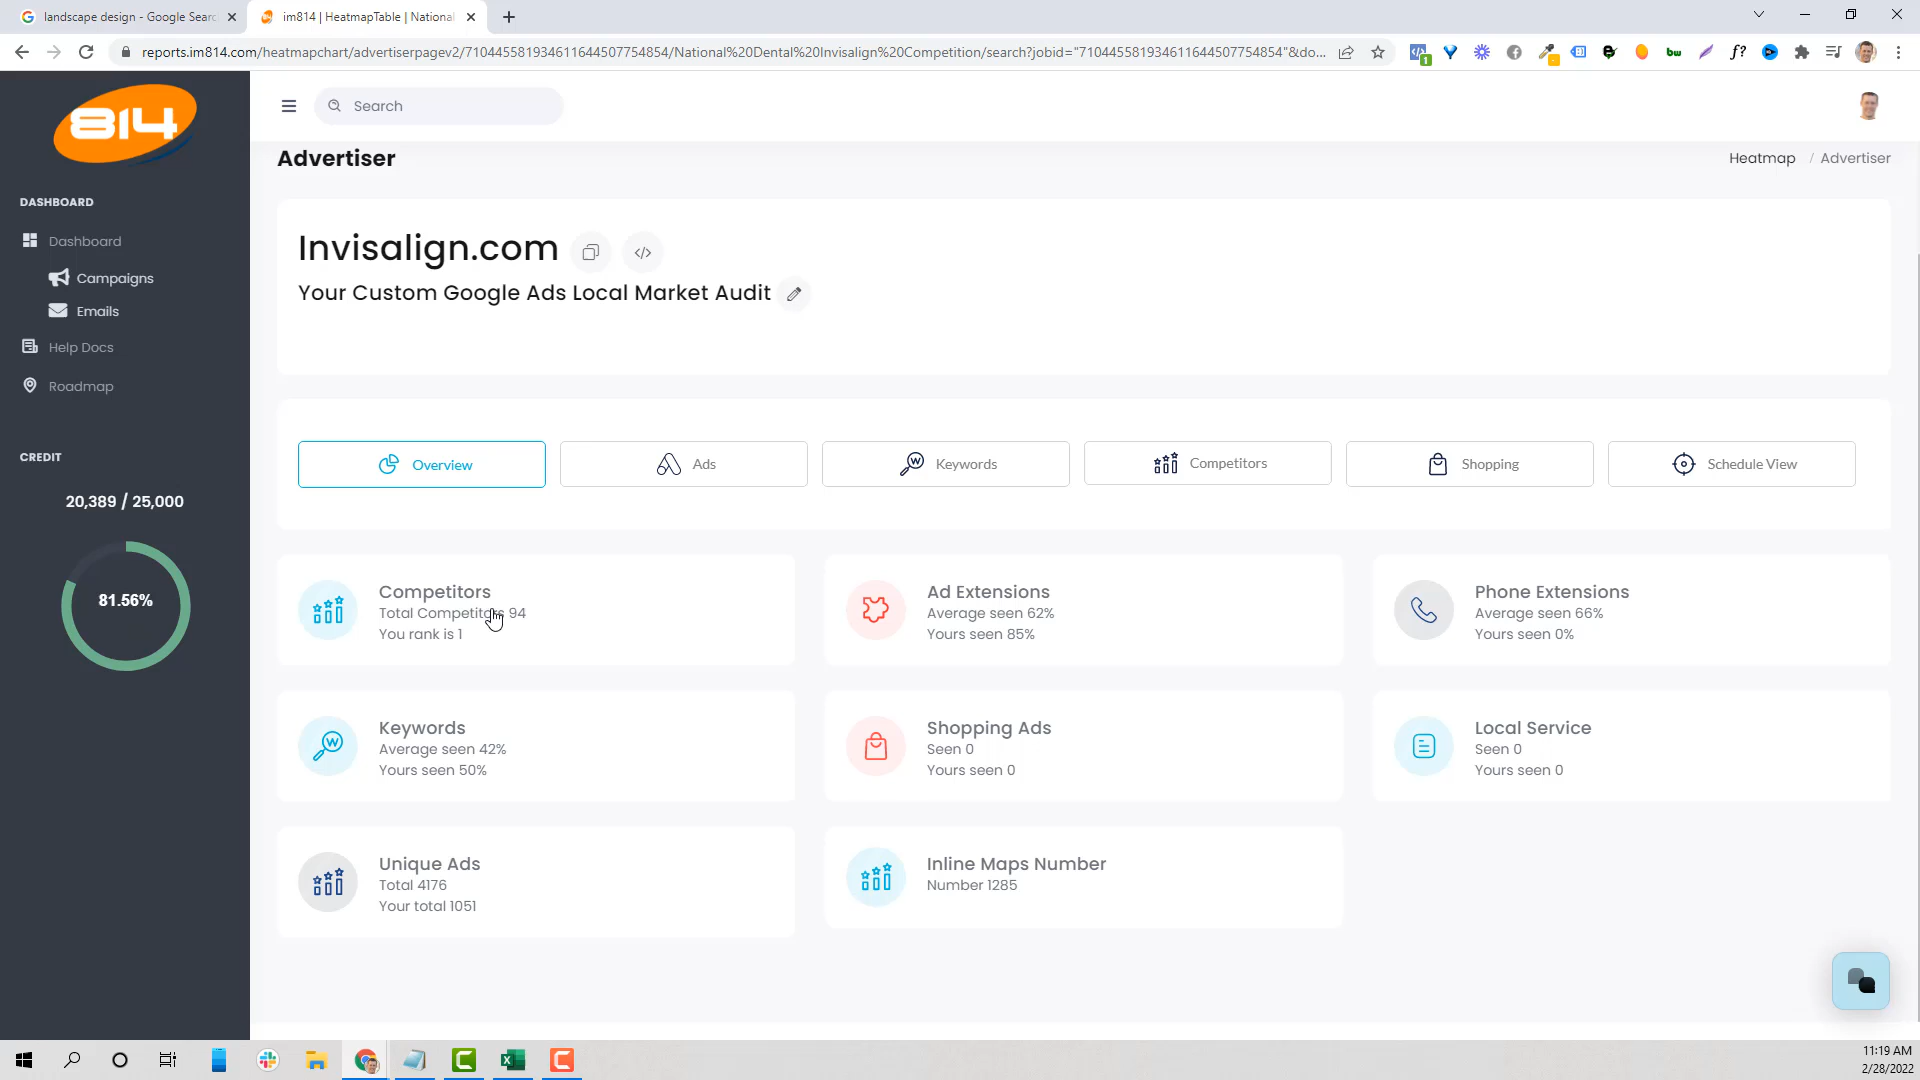 landscape design - Google Searc
im814 | HeatmapTable | National
reports.im814.com/heatmapchart/advertiserpagev2/710445581934611644507754854/National%20Dental%20Invisalign%20Competition/search?jobid="710445581934611644507754854"&do...
1
bw
f?
814
Search
Advertiser
Heatmap / Advertiser
DASHBOARD
Dashboard
Campaigns
Emails
Help Docs
Roadmap
CREDIT
20,389 / 25,000
81.56%
Invisalign.com
</>
Your Custom Google Ads Local Market Audit
Overview
Ads
Keywords
Competitors
Shopping
Schedule View
Competitors
Total Competitors 94
You rank is 1
Ad Extensions
Average seen 62%
Yours seen 85%
Phone Extensions
Average seen 66%
Yours seen 0%
Keywords
Average seen 42%
Yours seen 50%
Shopping Ads
Seen 0
Yours seen 0
Local Service
Seen 0
Yours seen 0
Unique Ads
Total 4176
Your total 1051
Inline Maps Number
Number 1285
11:19 AM
2/28/2022